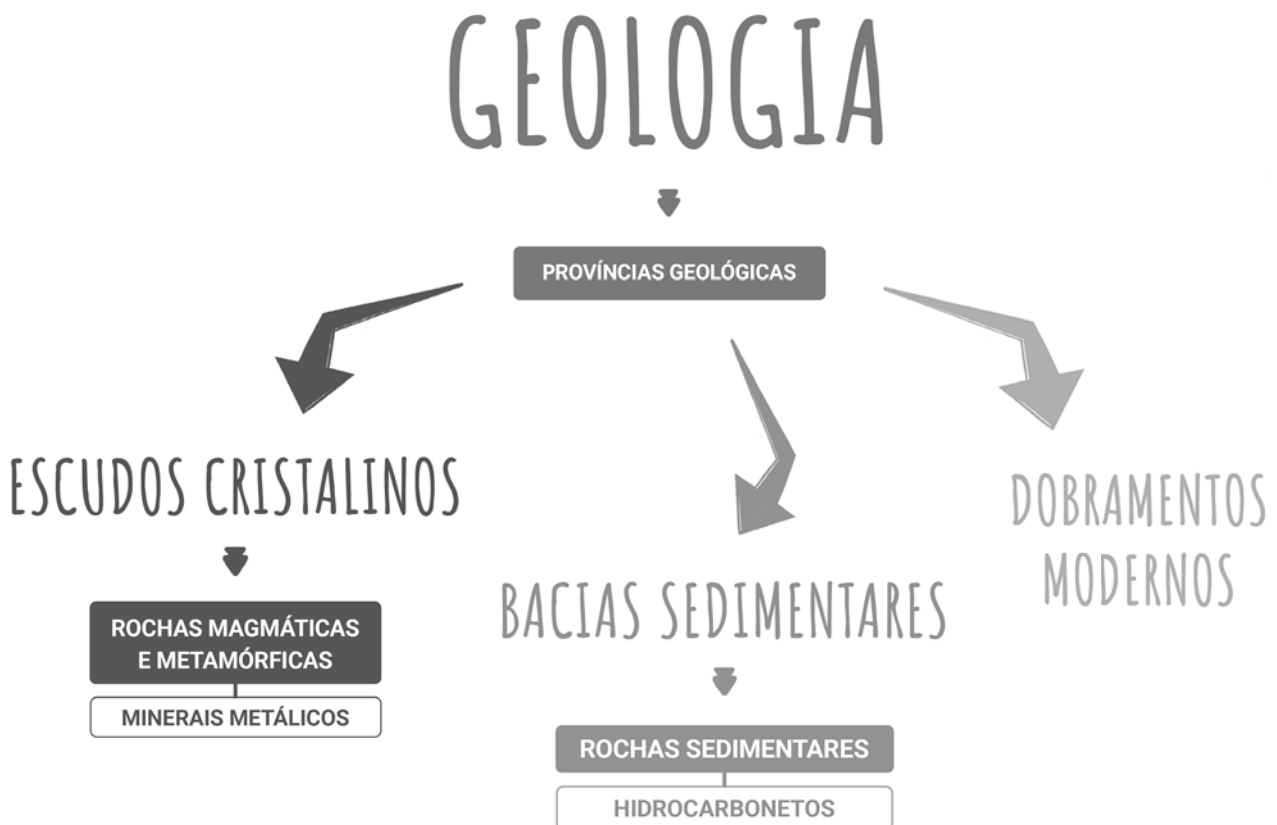 GEOLOGIA
PROVÍNCIAS GEOLÓGICAS
ESCUDOS CRISTALINOS
ROCHAS MAGMÁTICAS
E METAMÓRFICAS
MINERAIS METÁLICOS
BACIAS SEDIMENTARES
ROCHAS SEDIMENTARES
HIDROCARBONETOS
DOBRAMENTOS
MODERNOS